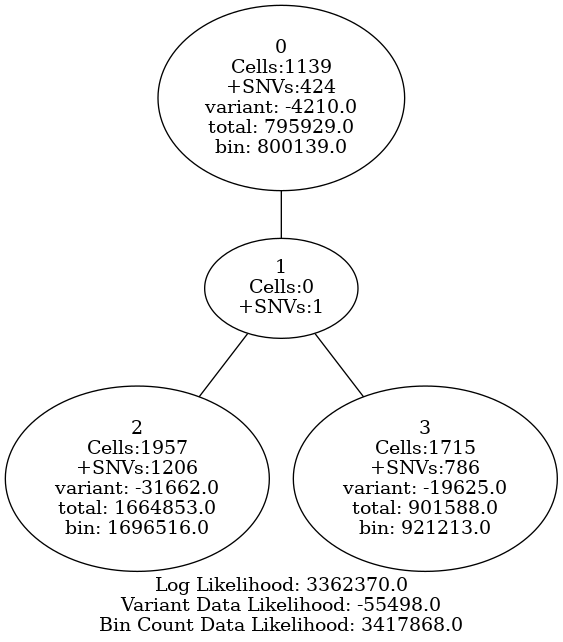 0
Cells:1139
+SNVs:424
variant: -4210.0
total: 795929.0
bin: 800139.0
1
Cells:0
+SNVs:1
2
Cells:1957
+SNVs:1206
variant: -31662.0
total: 1664853.0
bin: 1696516.0
3
Cells:1715
+SNVs:786
variant: -19625.0
total: 901588.0
bin: 921213.0
Log Likelihood: 3362370.0
Variant Data Likelihood: -55498.0
Bin Count Data Likelihood: 3417868.0